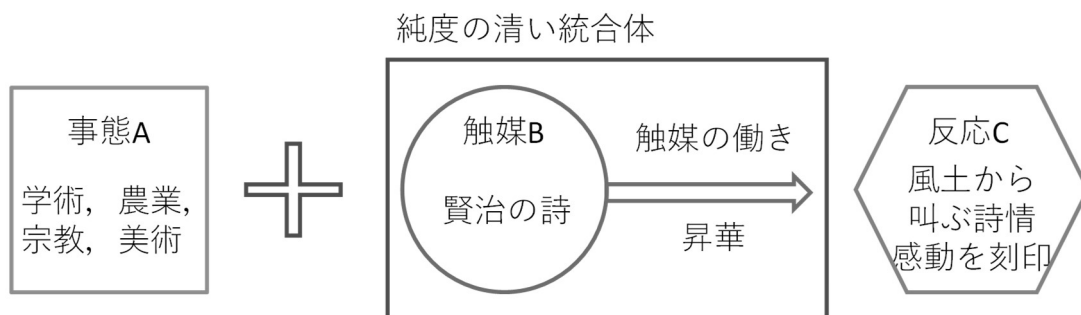 純度の清い統合体
事態A
学術，農業，
宗教，美術
触媒B
賢治の詩
触媒の働き
昇華
反応C
風土から
叫ぶ詩情
感動を刻印